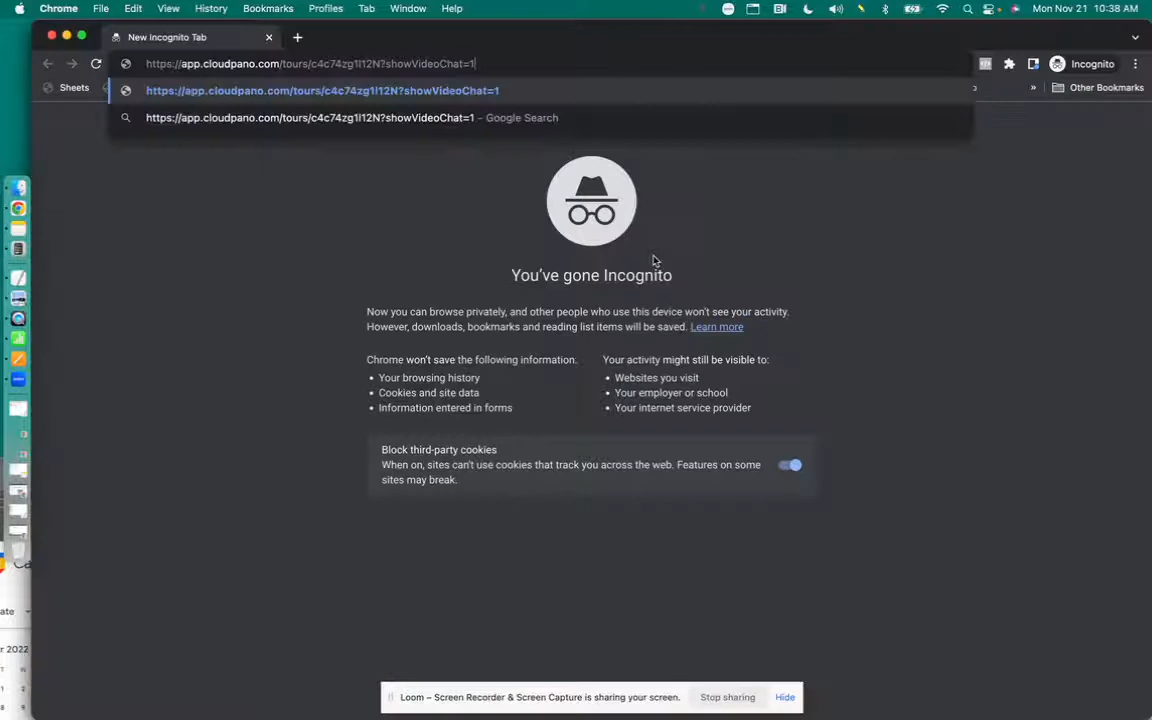 Chrome File Edit View History Bookmarks Profiles Tab Window Help Mon Nov 21 10:38 AM
New Incognito Tab
https://app.cloudpano.com/tours/c4c74zg1l12N?showVideoChat=1 Incognito
Sheets » Other Bookmarks
https://app.cloudpano.com/tours/c4c74zg1l12N?showVideoChat=1
https://app.cloudpano.com/tours/c4c74zg1l12N?showVideoChat=1 – Google Search
You've gone Incognito
Now you can browse privately, and other people who use this device won't see your activity.
However, downloads, bookmarks and reading list items will be saved. Learn more
Chrome won't save the following information.
• Your browsing history
• Cookies and site data
• Information entered in forms
Your activity might still be visible to:
• Websites you visit
• Your employer or school
• Your internet service provider
Block third-party cookies
When on, sites can't use cookies that track you across the web. Features on some
sites may break.
Ca
ate
r 2022
Loom – Screen Recorder & Screen Capture is sharing your screen. Stop sharing Hide